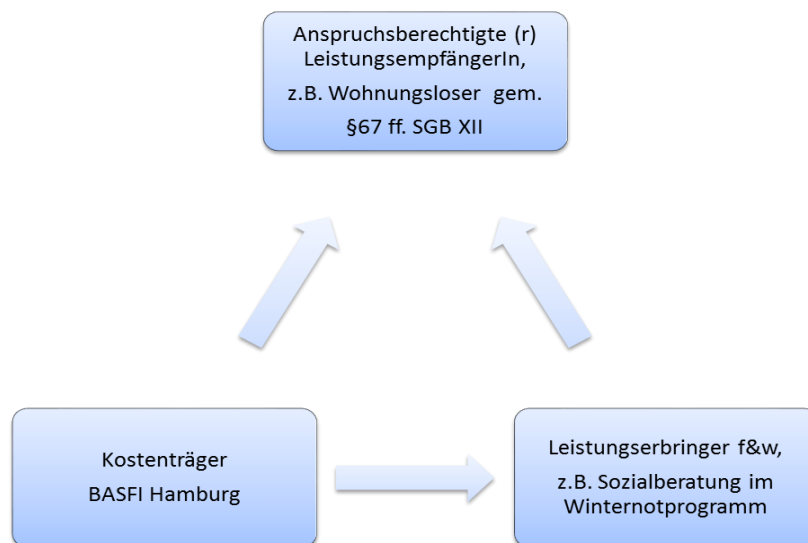 Anspruchsberechtigte (r)
LeistungsempfängerIn,
z.B. Wohnungsloser gem.
§67 ff. SGB XII
Kostenträger
BASFI Hamburg
Leistungserbringer f&w,
z.B. Sozialberatung im
Winternotprogramm